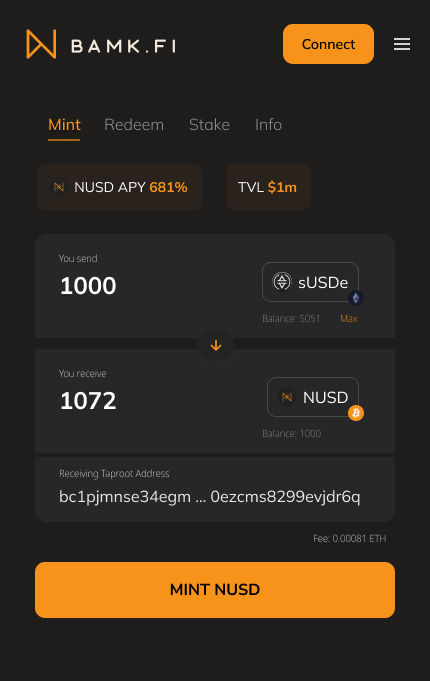 BAMK.FI
Connect
Mint Redeem Stake Info
NUSD APY 681% TVL $1m
You send
1000 sUSDe
Balance: 5051 Max
You receive
1072 NUSD
Balance: 1000
Receiving Taproot Address
bc1pjmnse34egm ... 0ezcms8299evjdr6q
Fee: 0.00081 ETH
MINT NUSD